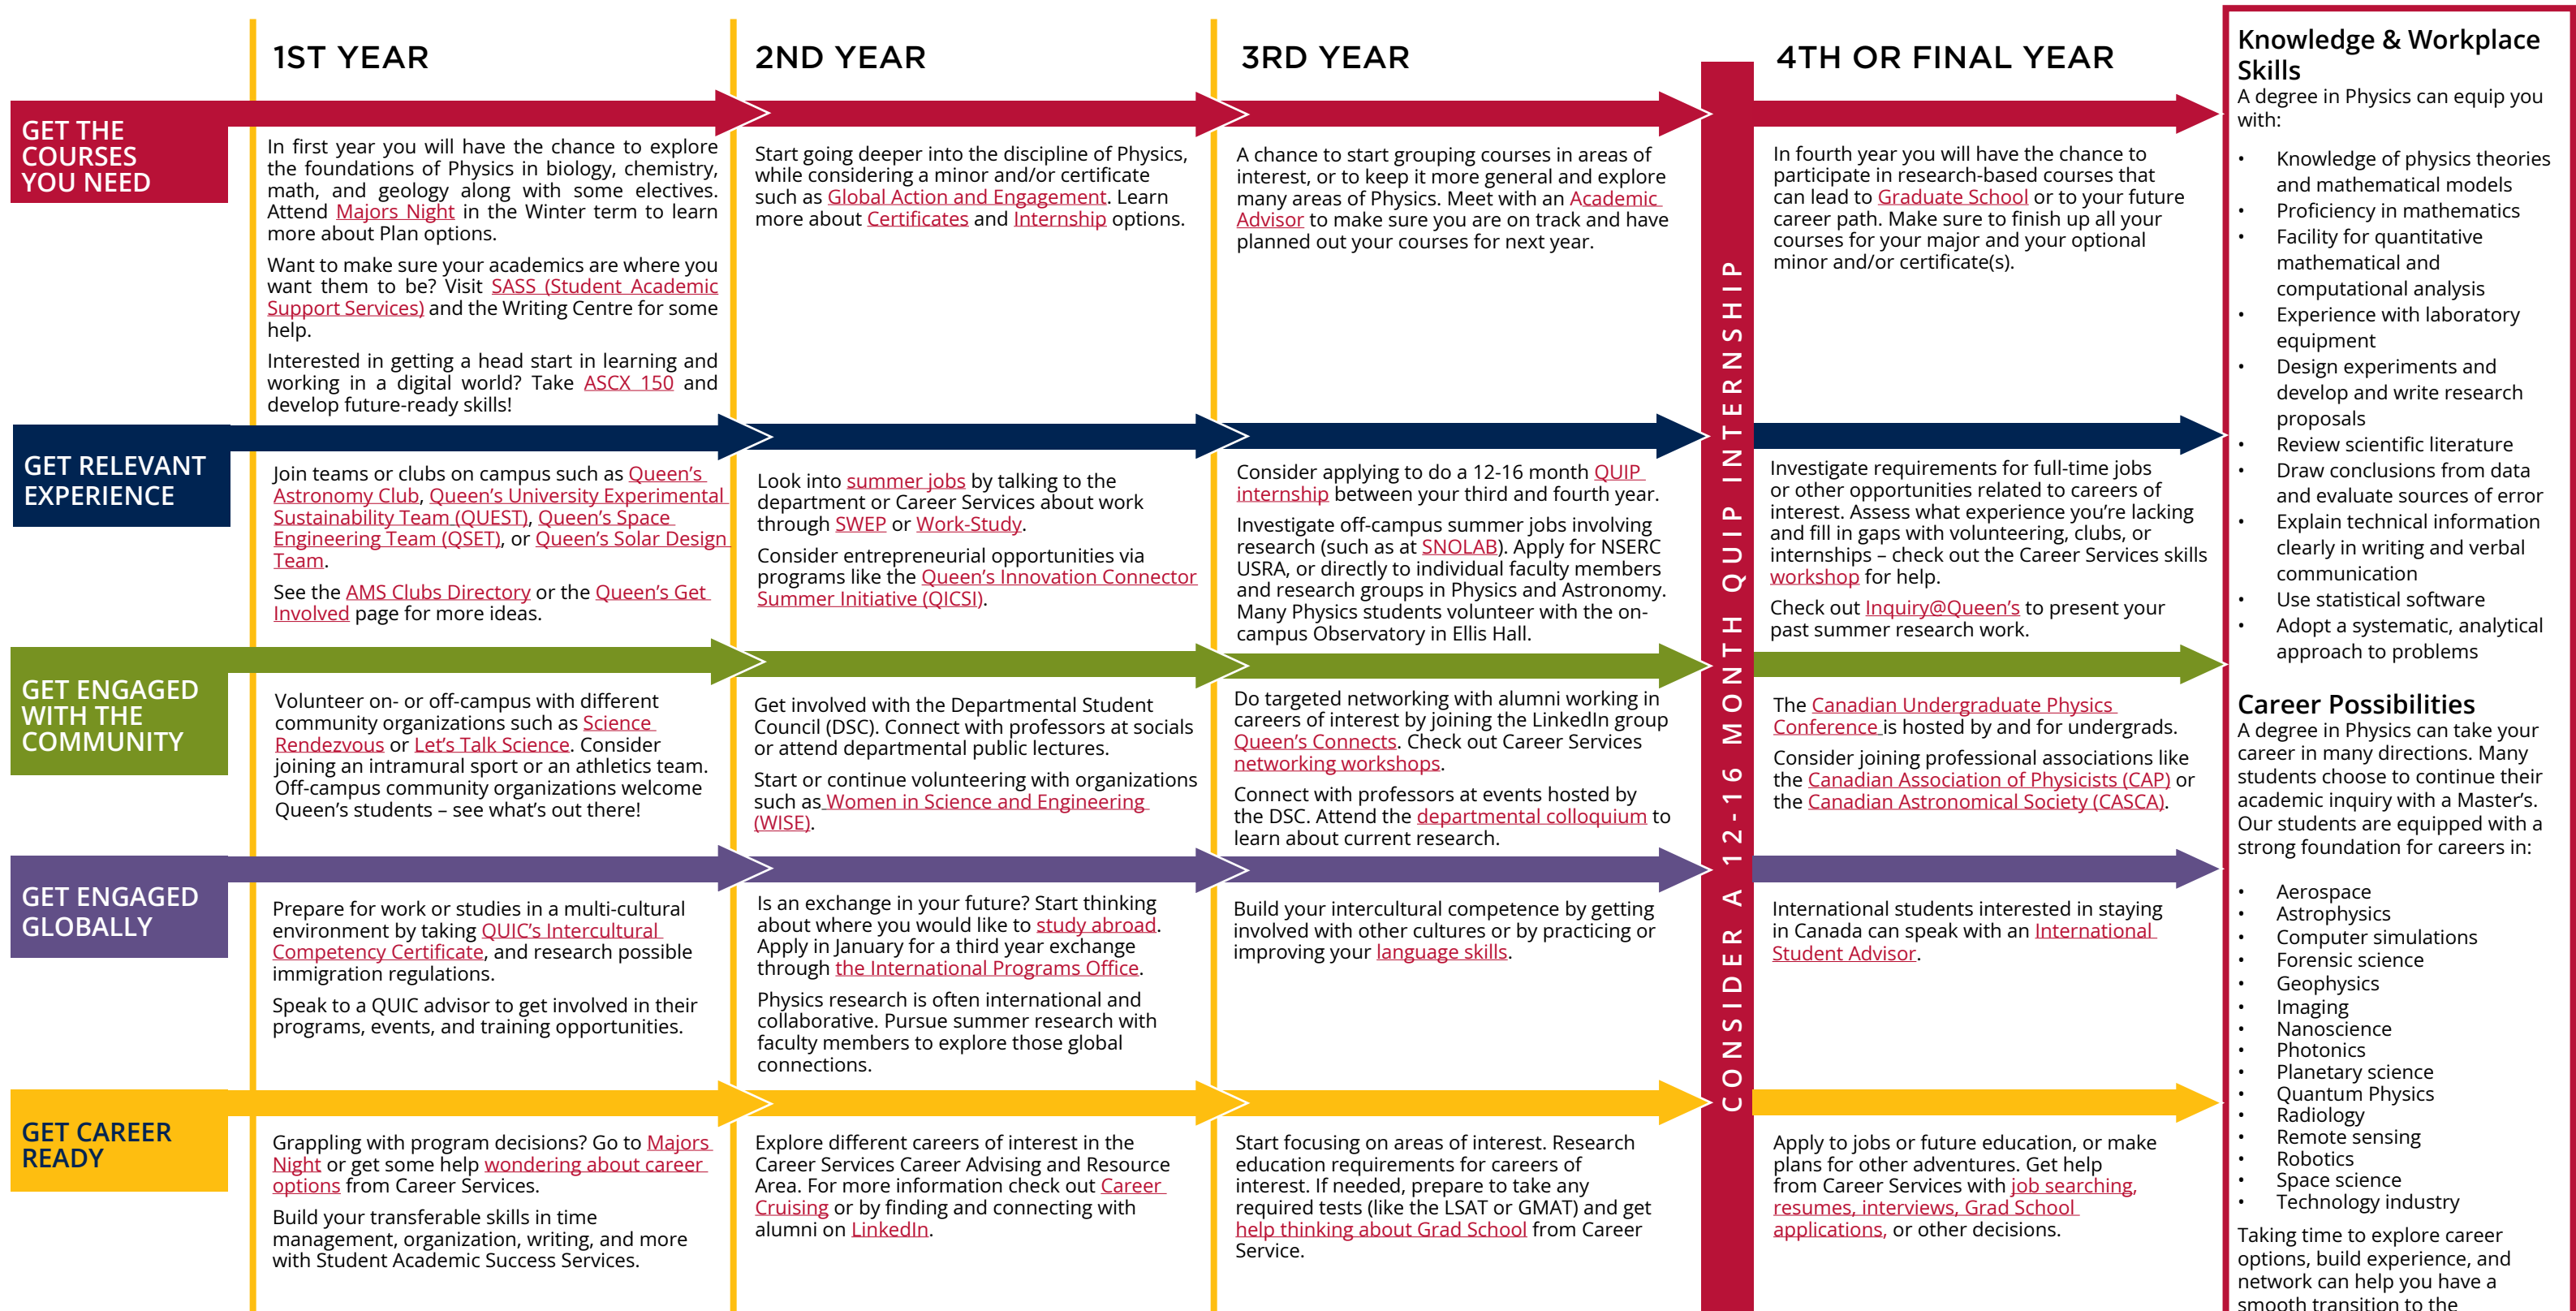 1ST YEAR
2ND YEAR
3RD YEAR
4TH OR FINAL YEAR
GET THE
COURSES
YOU NEED
In first year you will have the chance to explore
the foundations of Physics in biology, chemistry,
math, and geology along with some electives.
Attend Majors Night in the Winter term to learn
more about Plan options.
Want to make sure your academics are where you
want them to be? Visit SASS (Student Academic
Support Services) and the Writing Centre for some
help.
Interested in getting a head start in learning and
working in a digital world? Take ASCX 150 and
develop future-ready skills!
Start going deeper into the discipline of Physics,
while considering a minor and/or certificate
such as Global Action and Engagement. Learn
more about Certificates and Internship options.
A chance to start grouping courses in areas of
interest, or to keep it more general and explore
many areas of Physics. Meet with an Academic
Advisor to make sure you are on track and have
planned out your courses for next year.
In fourth year you will have the chance to
participate in research-based courses that
can lead to Graduate School or to your future
career path. Make sure to finish up all your
courses for your major and your optional
minor and/or certificate(s).
GET RELEVANT
EXPERIENCE
Join teams or clubs on campus such as Queen's
Astronomy Club, Queen's University Experimental
Sustainability Team (QUEST), Queen's Space
Engineering Team (QSET), or Queen's Solar Design
Team.
See the AMS Clubs Directory or the Queen's Get
Involved page for more ideas.
Look into summer jobs by talking to the
department or Career Services about work
through SWEP or Work-Study.
Consider entrepreneurial opportunities via
programs like the Queen's Innovation Connector
Summer Initiative (QICSI).
Consider applying to do a 12-16 month QUIP
internship between your third and fourth year.
Investigate off-campus summer jobs involving
research (such as at SNOLAB). Apply for NSERC
USRA, or directly to individual faculty members
and research groups in Physics and Astronomy.
Many Physics students volunteer with the on-
campus Observatory in Ellis Hall.
Investigate requirements for full-time jobs
or other opportunities related to careers of
interest. Assess what experience you're lacking
and fill in gaps with volunteering, clubs, or
internships – check out the Career Services skills
workshop for help.
Check out Inquiry@Queen's to present your
past summer research work.
GET ENGAGED
WITH THE
COMMUNITY
Volunteer on- or off-campus with different
community organizations such as Science
Rendezvous or Let's Talk Science. Consider
joining an intramural sport or an athletics team.
Off-campus community organizations welcome
Queen's students – see what's out there!
Get involved with the Departmental Student
Council (DSC). Connect with professors at socials
or attend departmental public lectures.
Start or continue volunteering with organizations
such as Women in Science and Engineering
(WISE).
Do targeted networking with alumni working in
careers of interest by joining the LinkedIn group
Queen's Connects. Check out Career Services
networking workshops.
Connect with professors at events hosted by
the DSC. Attend the departmental colloquium to
learn about current research.
The Canadian Undergraduate Physics
Conference is hosted by and for undergrads.
Consider joining professional associations like
the Canadian Association of Physicists (CAP) or
the Canadian Astronomical Society (CASCA).
GET ENGAGED
GLOBALLY
Prepare for work or studies in a multi-cultural
environment by taking QUIC's Intercultural
Competency Certificate, and research possible
immigration regulations.
Speak to a QUIC advisor to get involved in their
programs, events, and training opportunities.
Is an exchange in your future? Start thinking
about where you would like to study abroad.
Apply in January for a third year exchange
through the International Programs Office.
Physics research is often international and
collaborative. Pursue summer research with
faculty members to explore those global
connections.
Build your intercultural competence by getting
involved with other cultures or by practicing or
improving your language skills.
International students interested in staying
in Canada can speak with an International
Student Advisor.
GET CAREER
READY
Grappling with program decisions? Go to Majors
Night or get some help wondering about career
options from Career Services.
Build your transferable skills in time
management, organization, writing, and more
with Student Academic Success Services.
Explore different careers of interest in the
Career Services Career Advising and Resource
Area. For more information check out Career
Cruising or by finding and connecting with
alumni on LinkedIn.
Start focusing on areas of interest. Research
education requirements for careers of
interest. If needed, prepare to take any
required tests (like the LSAT or GMAT) and get
help thinking about Grad School from Career
Service.
Apply to jobs or future education, or make
plans for other adventures. Get help
from Career Services with job searching,
resumes, interviews, Grad School
applications, or other decisions.
CONSIDER A 12-16 MONTH QUIP INTERNSHIP
Knowledge & Workplace
Skills
A degree in Physics can equip you
with:
• Knowledge of physics theories
and mathematical models
• Proficiency in mathematics
• Facility for quantitative
mathematical and
computational analysis
• Experience with laboratory
equipment
• Design experiments and
develop and write research
proposals
• Review scientific literature
• Draw conclusions from data
and evaluate sources of error
• Explain technical information
clearly in writing and verbal
communication
• Use statistical software
• Adopt a systematic, analytical
approach to problems
Career Possibilities
A degree in Physics can take your
career in many directions. Many
students choose to continue their
academic inquiry with a Master's.
Our students are equipped with a
strong foundation for careers in:
• Aerospace
• Astrophysics
• Computer simulations
• Forensic science
• Geophysics
• Imaging
• Nanoscience
• Photonics
• Planetary science
• Quantum Physics
• Radiology
• Remote sensing
• Robotics
• Space science
• Technology industry
Taking time to explore career
options, build experience, and
network can help you have a
smooth transition to the